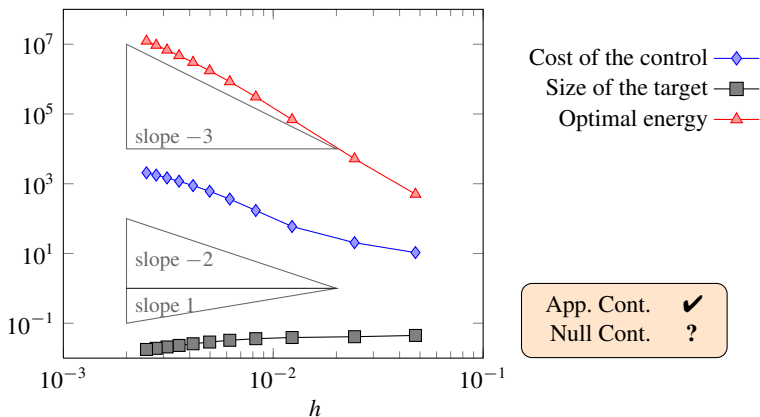 10^7
10^5
10^3
10^1
10^−1
slope −3
slope −2
slope 1
10^−3
10^−2
10^−1
h
Cost of the control
Size of the target
Optimal energy
App. Cont. ✔
Null Cont. ?